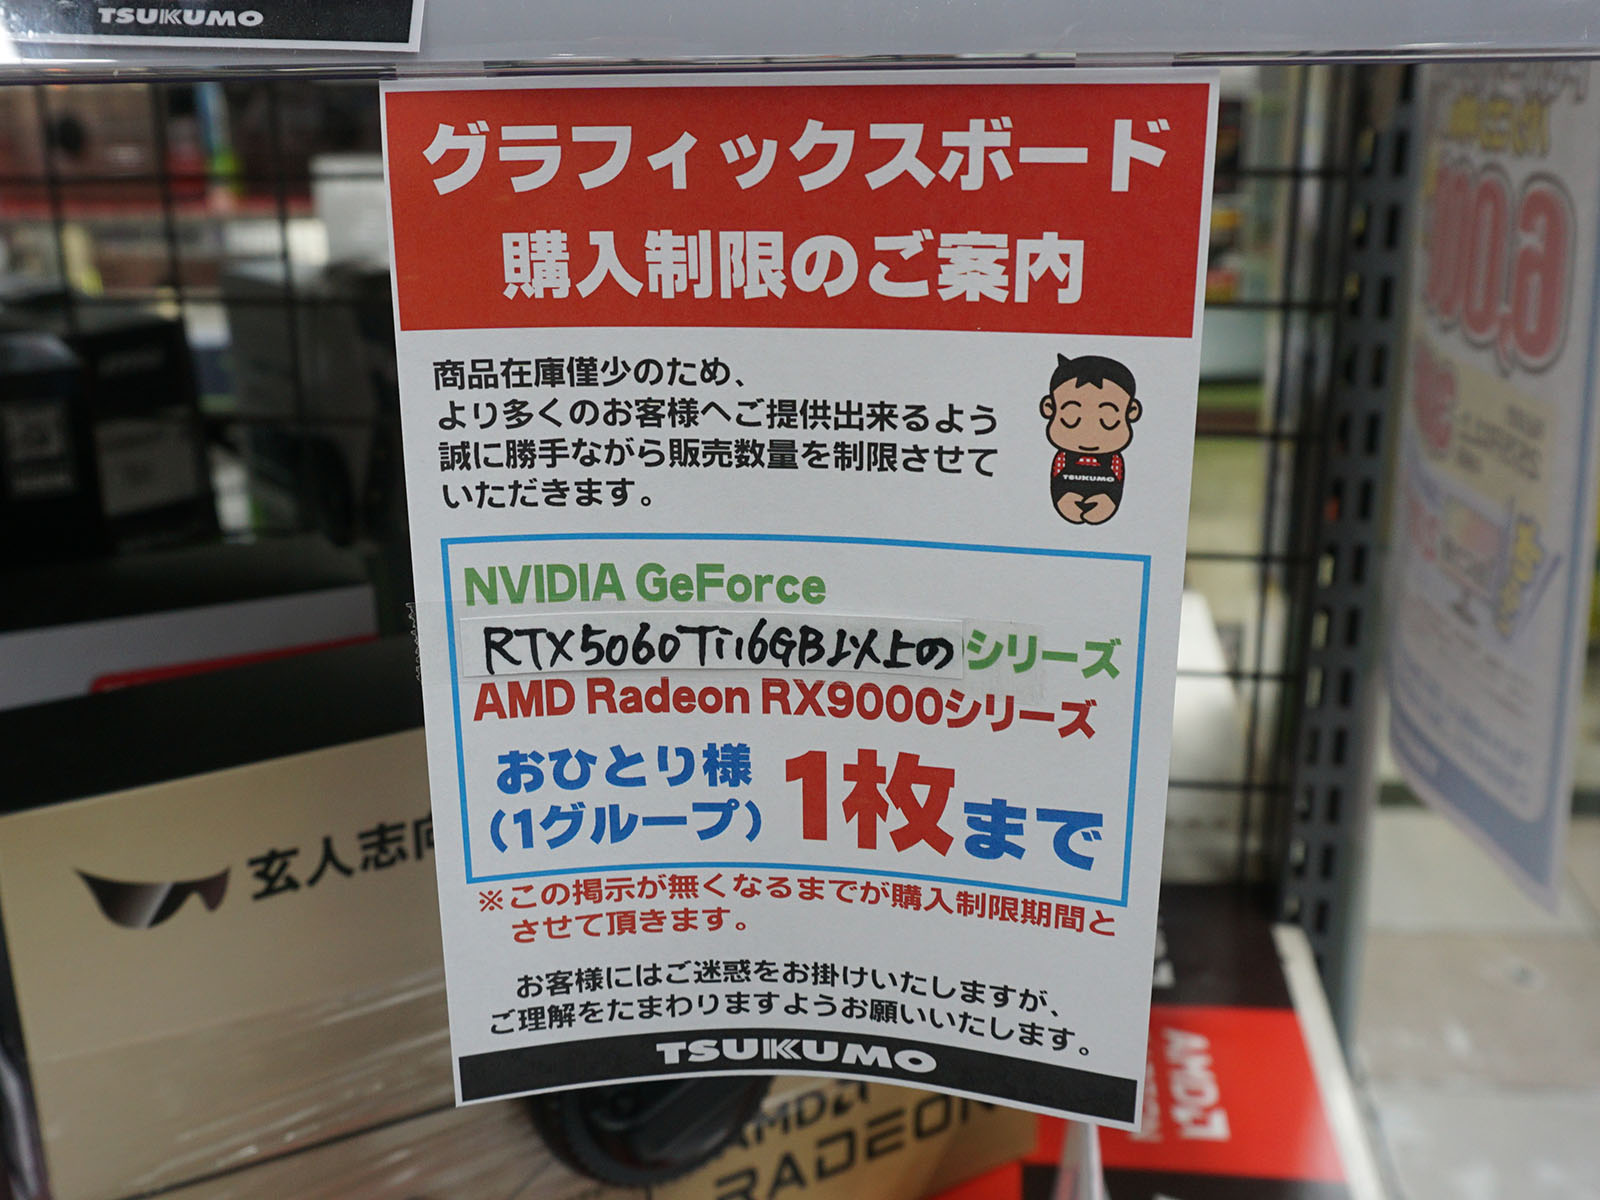 TSUKUMO
グラフィックスボード
購入制限のご案内
商品在庫僅少のため、
より多くのお客様へご提供出来るよう
誠に勝手ながら販売数量を制限させて
いただきます。
TSUKUMO
NVIDIA GeForce
RTX5060Ti16GB以上のシリーズ
AMD Radeon RX9000シリーズ
おひとり様
(1グループ)
1枚まで
※この掲示が無くなるまでが購入制限期間と
させて頂きます。
お客様にはご迷惑をお掛けいたしますが、
ご理解をたまわりますようお願いいたします。
TSUKUMO
玄人志向
AMD
RADEON
AMD